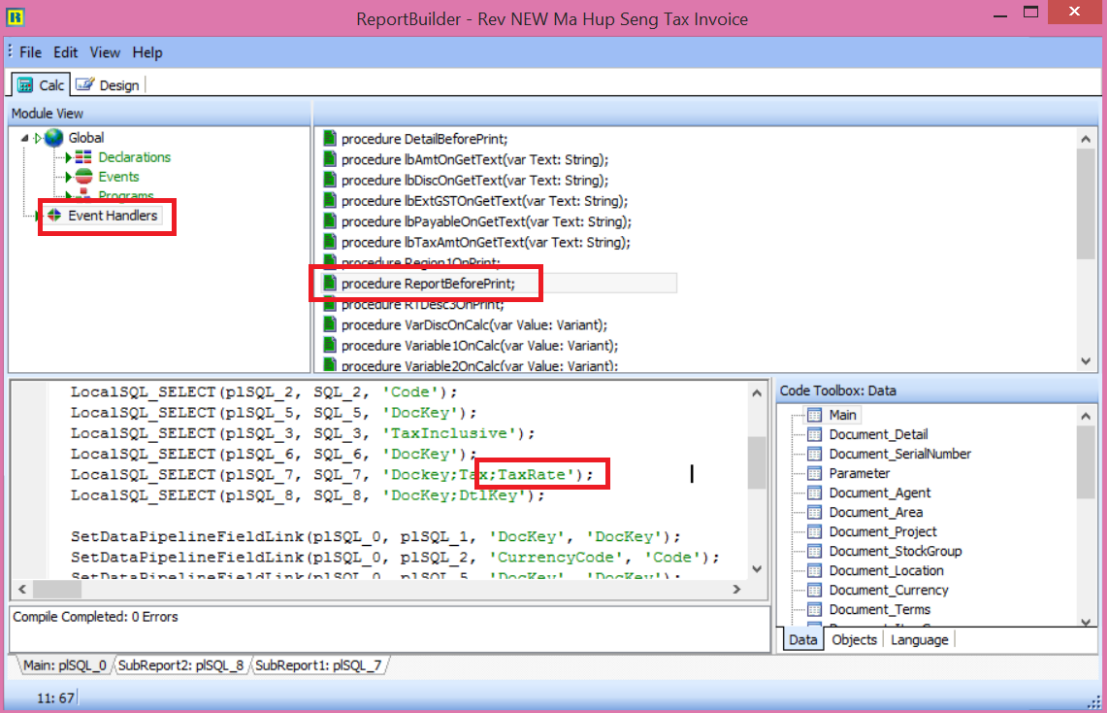 ReportBuilder - Rev NEW Ma Hup Seng Tax Invoice
File Edit View Help
Calc Design
Module View
Global
Declarations
Events
Programs
Event Handlers
procedure DetailBeforePrint;
procedure lbAmtOnGetText(var Text: String);
procedure lbDiscOnGetText(var Text: String);
procedure lbExtGSTOnGetText(var Text: String);
procedure lbPayableOnGetText(var Text: String);
procedure lbTaxAmtOnGetText(var Text: String);
procedure Region1OnPrint;
procedure ReportBeforePrint;
procedure RTDesc3OnPrint;
procedure VarDiscOnCalc(var Value: Variant);
procedure Variable1OnCalc(var Value: Variant);
procedure Variable2OnCalc(var Value: Variant);
LocalSQL_SELECT(plSQL_2, SQL_2, 'Code');
LocalSQL_SELECT(plSQL_5, SQL_5, 'DocKey');
LocalSQL_SELECT(plSQL_3, SQL_3, 'TaxInclusive');
LocalSQL_SELECT(plSQL_6, SQL_6, 'DocKey');
LocalSQL_SELECT(plSQL_7, SQL_7, 'Dockey;Tax;TaxRate');
LocalSQL_SELECT(plSQL_8, SQL_8, 'DocKey;DtlKey');
SetDataPipelineFieldLink(plSQL_0, plSQL_1, 'DocKey', 'DocKey');
SetDataPipelineFieldLink(plSQL_0, plSQL_2, 'CurrencyCode', 'Code');
SetDataPipelineFieldLink(plSQL_0, plSQL_5, 'DocKey', 'DocKey');
Code Toolbox: Data
Main
Document_Detail
Document_SerialNumber
Parameter
Document_Agent
Document_Area
Document_Project
Document_StockGroup
Document_Location
Document_Currency
Document_Terms
Data Objects Language
Compile Completed: 0 Errors
Main: plSQL_0 SubReport2: plSQL_8 SubReport1: plSQL_7
11: 67